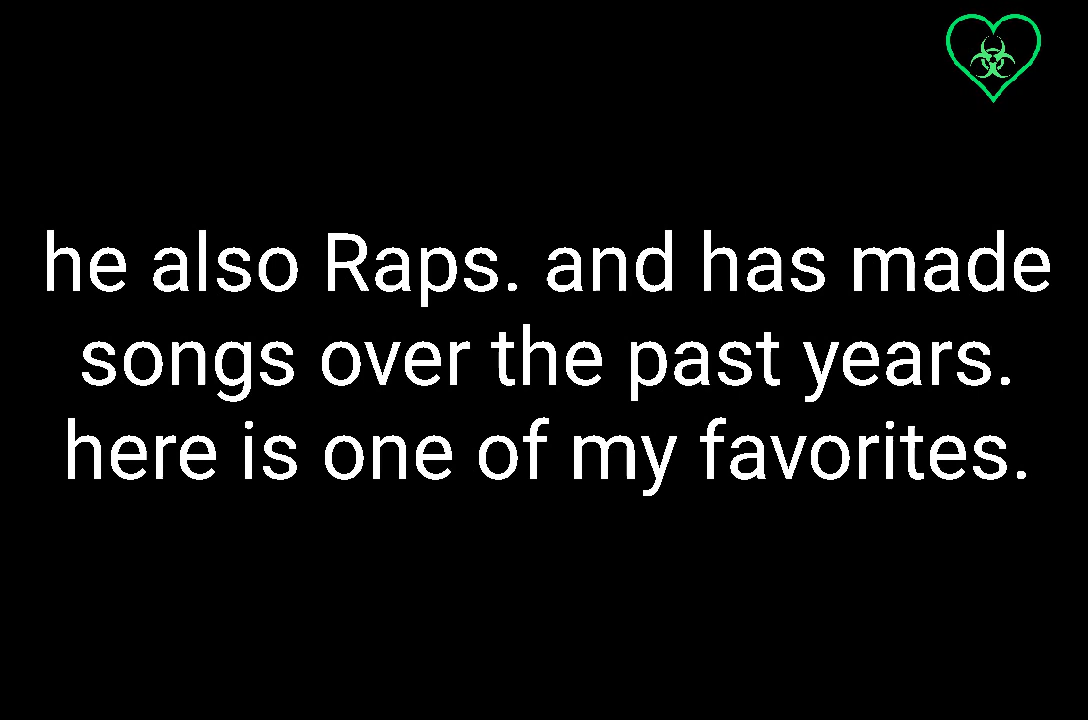 he also Raps. and has made
songs over the past years.
here is one of my favorites.